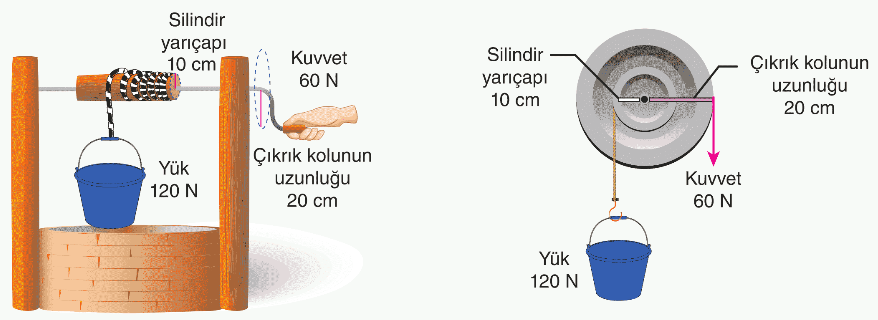 Silindir
yarıçapı
10 cm
Kuvvet
60 N
Yük
120 N
Çıkrık kolunun
uzunluğu
20 cm
Silindir
yarıçapı
10 cm
Çıkrık kolunun
uzunluğu
20 cm
Kuvvet
60 N
Yük
120 N